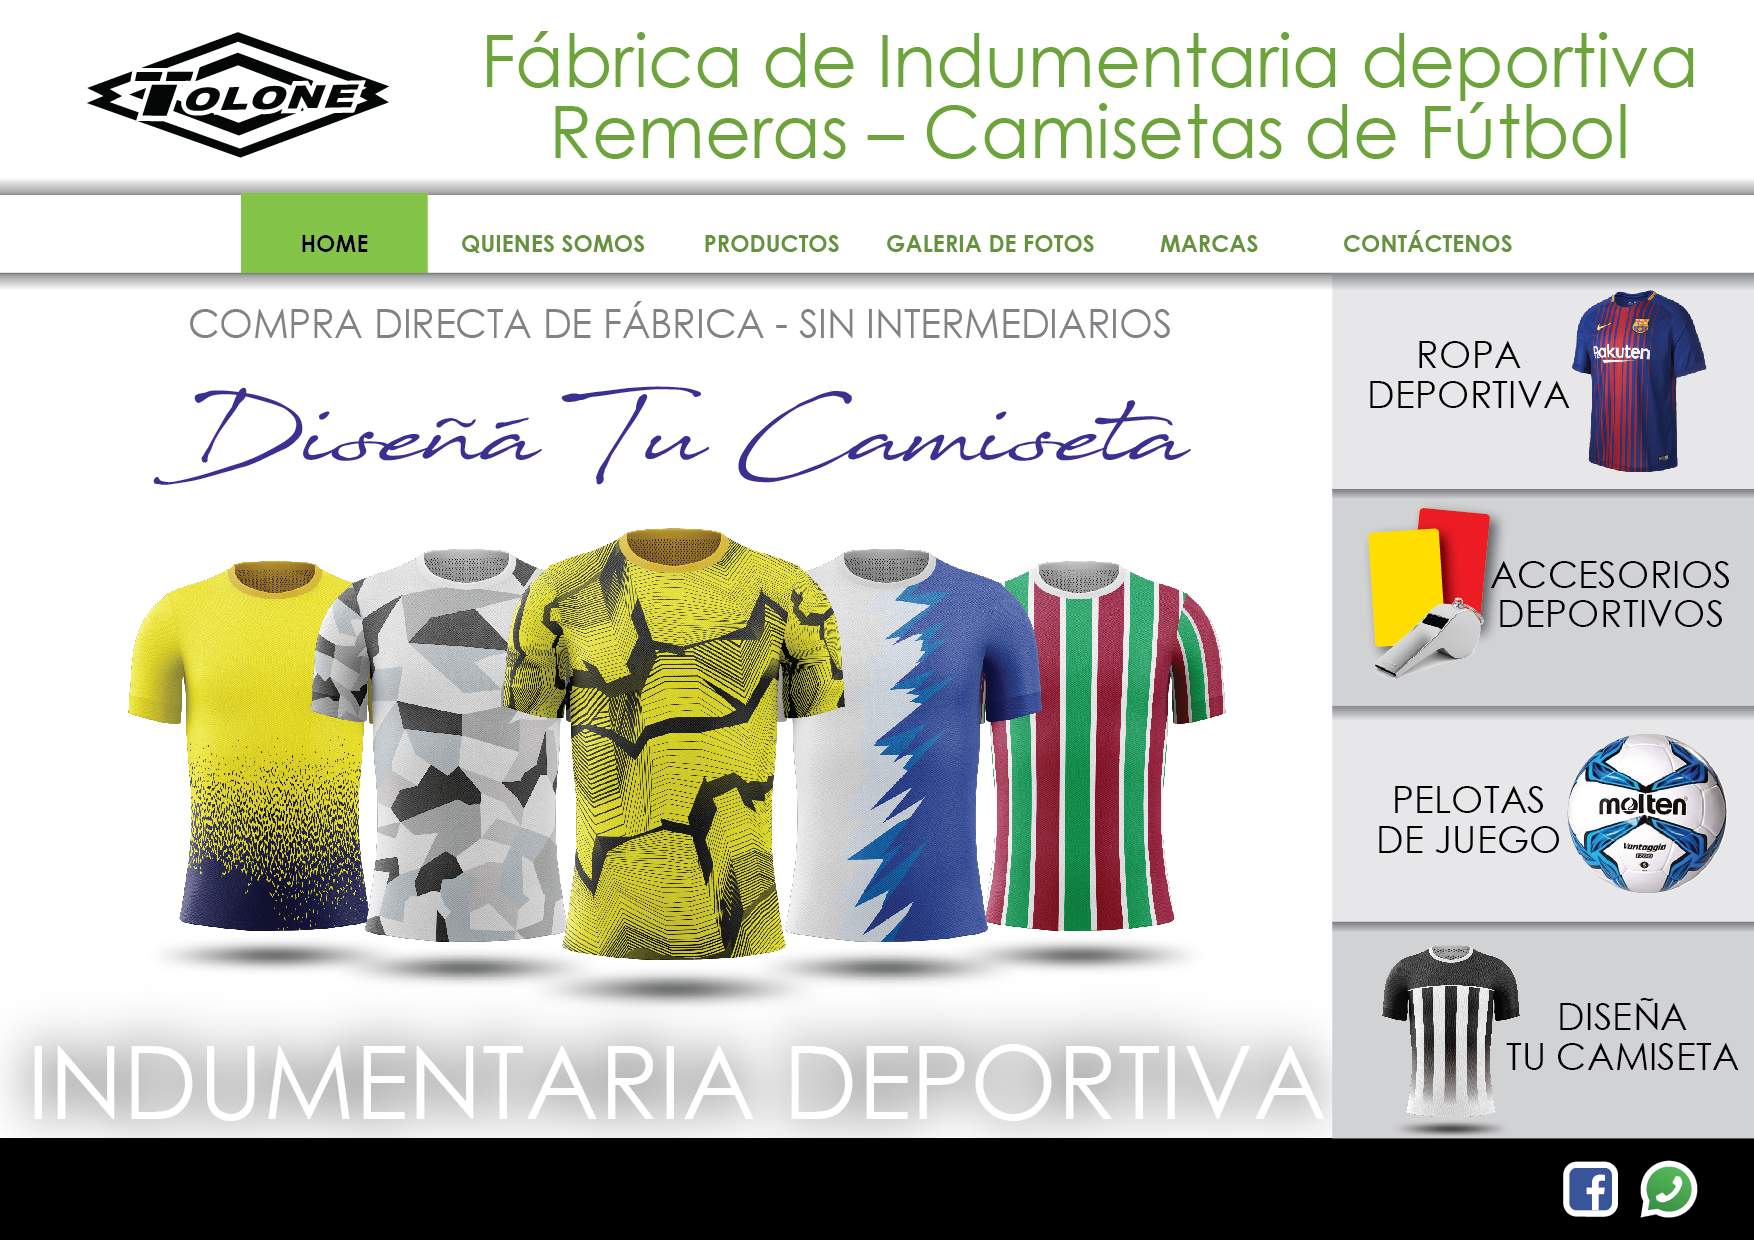 TOLONE
Fábrica de Indumentaria deportiva
Remeras – Camisetas de Fútbol
HOME
QUIENES SOMOS
PRODUCTOS
GALERIA DE FOTOS
MARCAS
CONTÁCTENOS
COMPRA DIRECTA DE FÁBRICA - SIN INTERMEDIARIOS
Diseñá Tu Camiseta
INDUMENTARIA DEPORTIVA
ROPA
DEPORTIVA
Rakuten
ACCESORIOS
DEPORTIVOS
PELOTAS
DE JUEGO
molten
Vantaggio
DISEÑA
TU CAMISETA